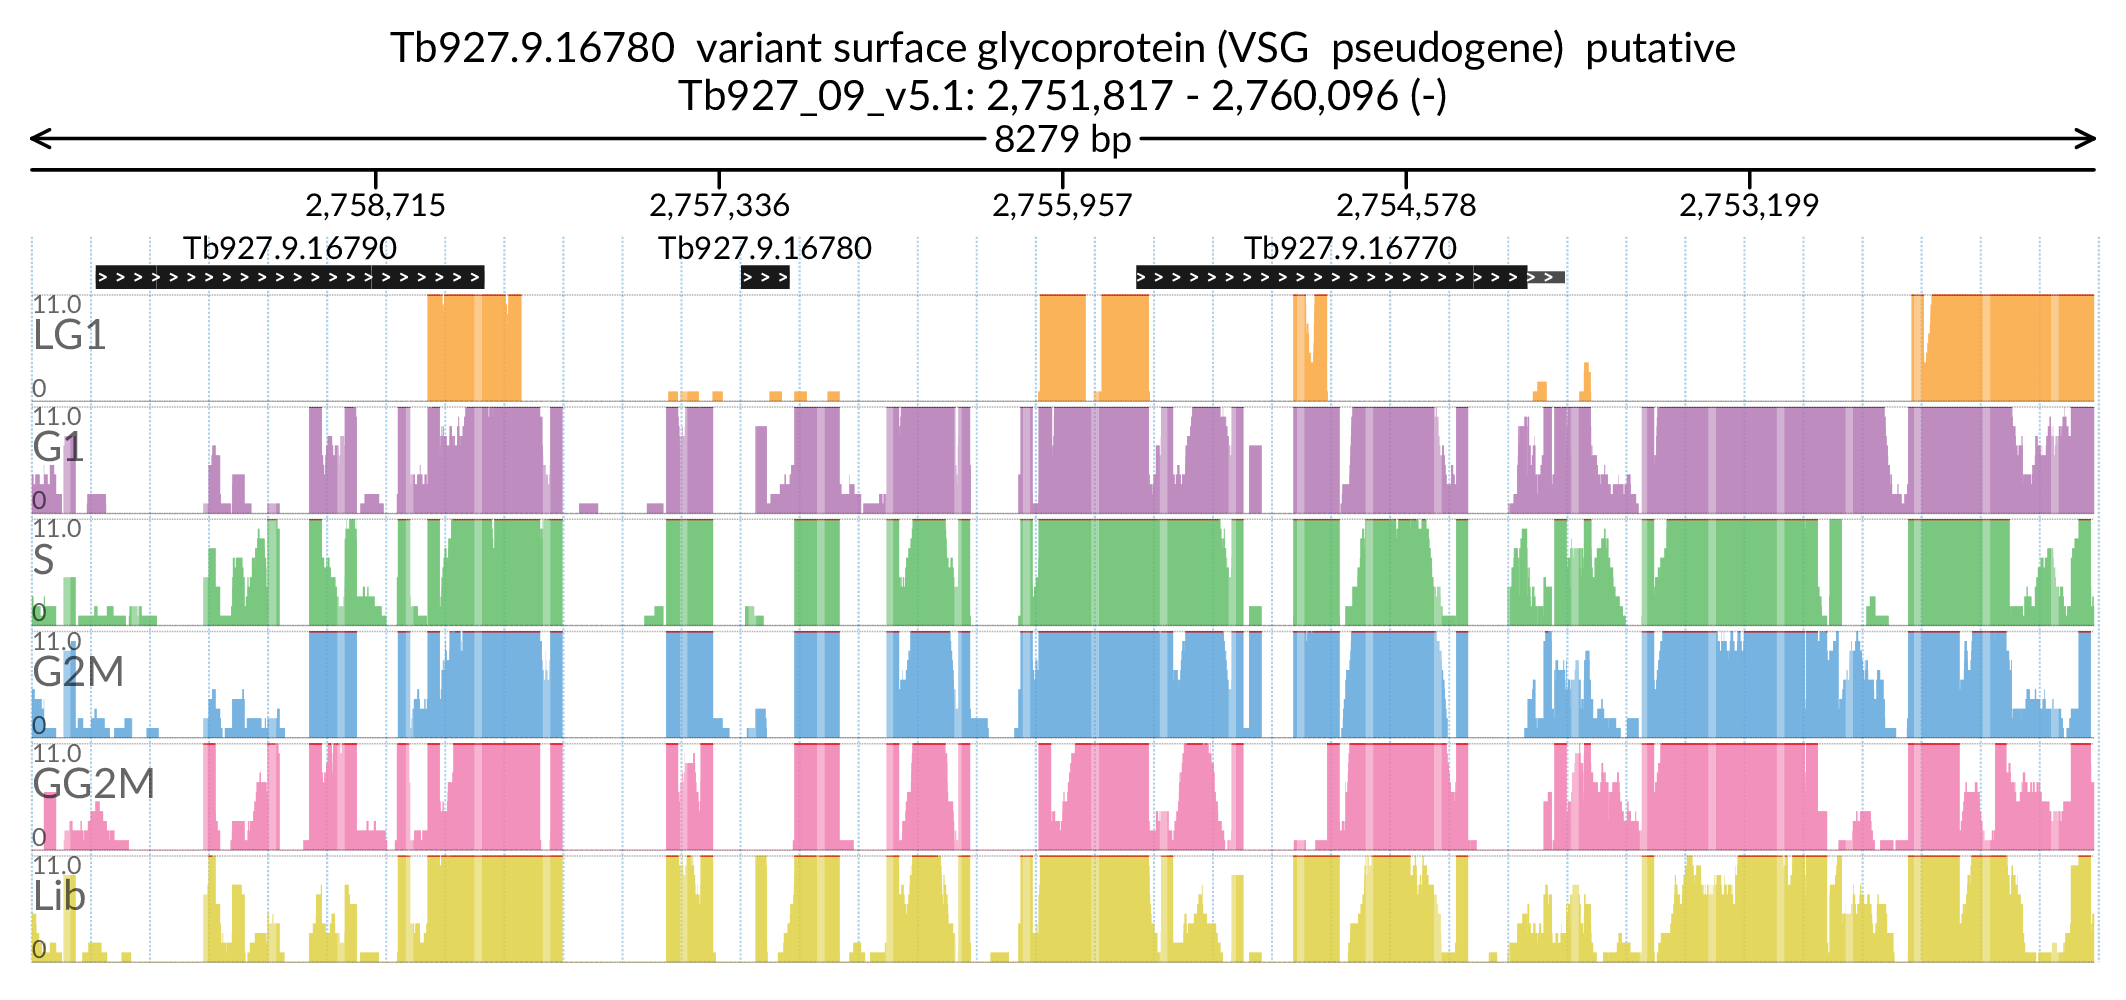 Tb927.9.16780  variant surface glycoprotein (VSG  pseudogene)  putative
Tb927_09_v5.1: 2,751,817 - 2,760,096 (-)
8279 bp
2,758,715 2,757,336 2,755,957 2,754,578 2,753,199
Tb927.9.16790 Tb927.9.16780 Tb927.9.16770
11.0
LG1
0
11.0
G1
0
11.0
S
0
11.0
G2M
0
11.0
GG2M
0
11.0
Lib
0